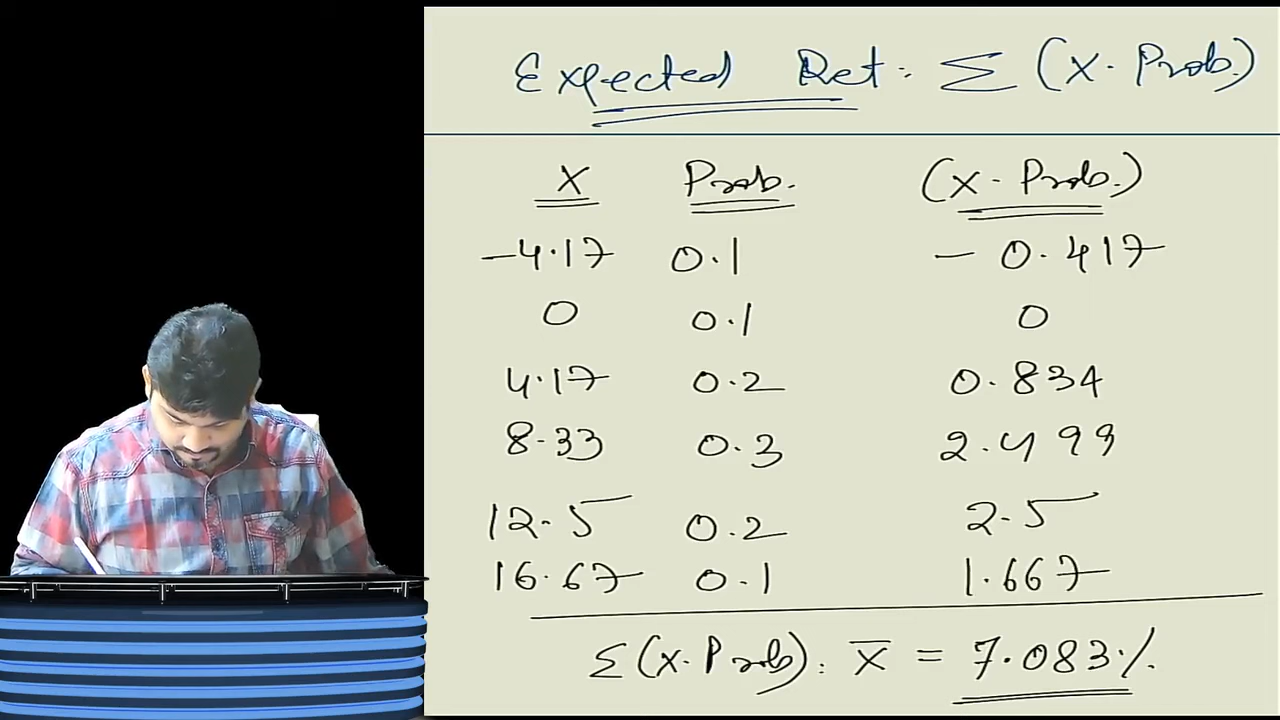 Expected Ret: Σ (X. Prob.)
X Prob. (X. Prob.)
-4.17 0.1 - 0.417
0 0.1 0
4.17 0.2 0.834
8.33 0.3 2.499
12.5 0.2 2.5
16.67 0.1 1.667
Σ(X. Prob): X̅ = 7.083%